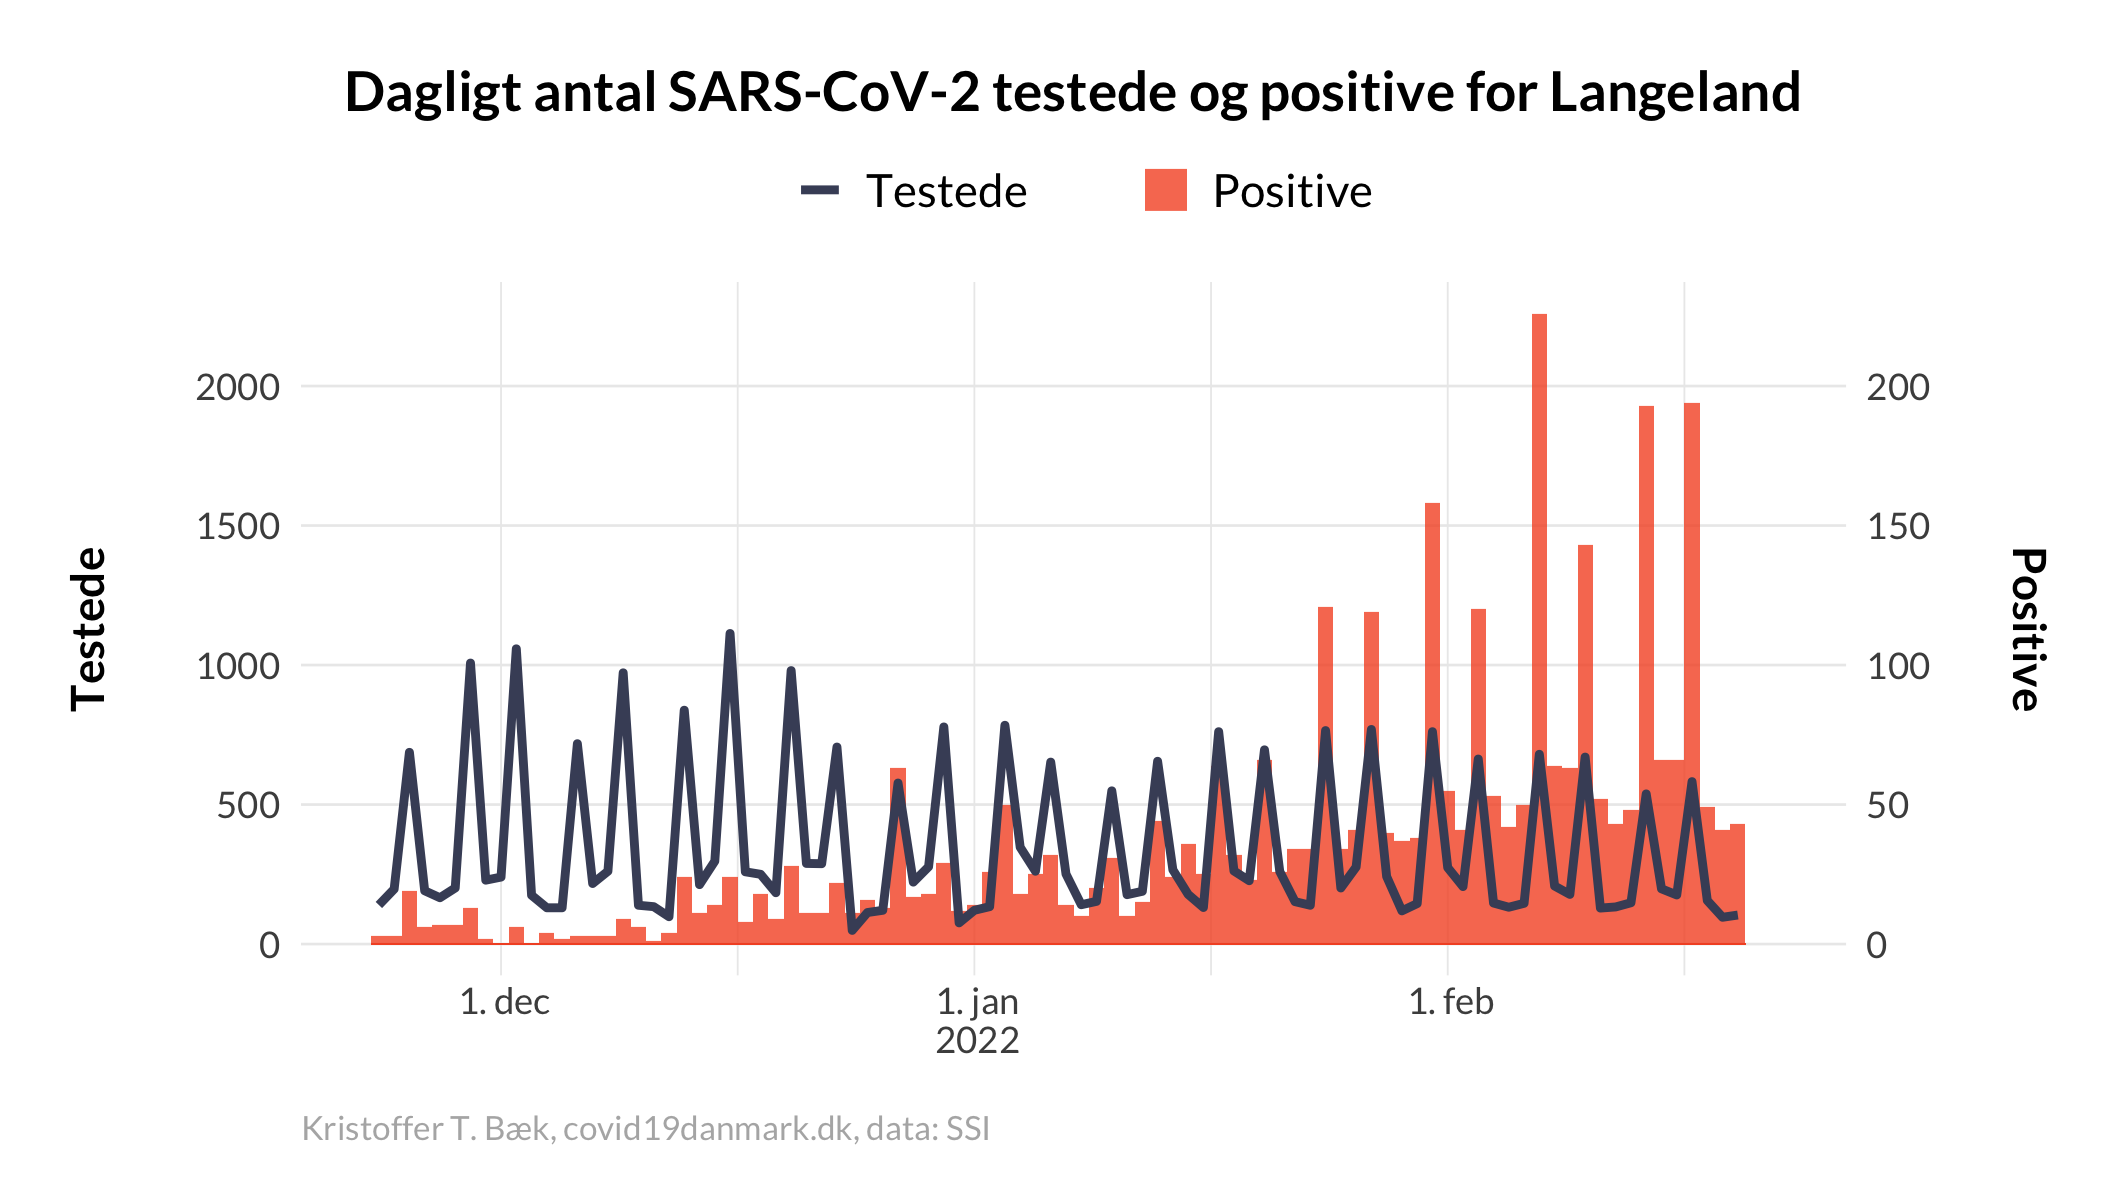 Dagligt antal SARS-CoV-2 testede og positive for Langeland
Testede
Positive
2000
1500
1000
500
0
Testede
200
150
100
50
0
Positive
1. dec
1. jan
2022
1. feb
Kristoffer T. Bæk, covid19danmark.dk, data: SSI